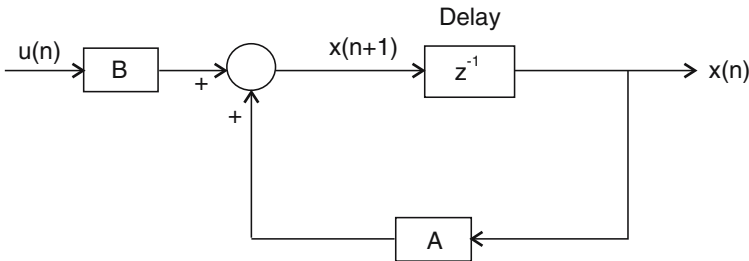 Delay
u(n)
B
+
x(n+1)
z⁻¹
x(n)
+
A